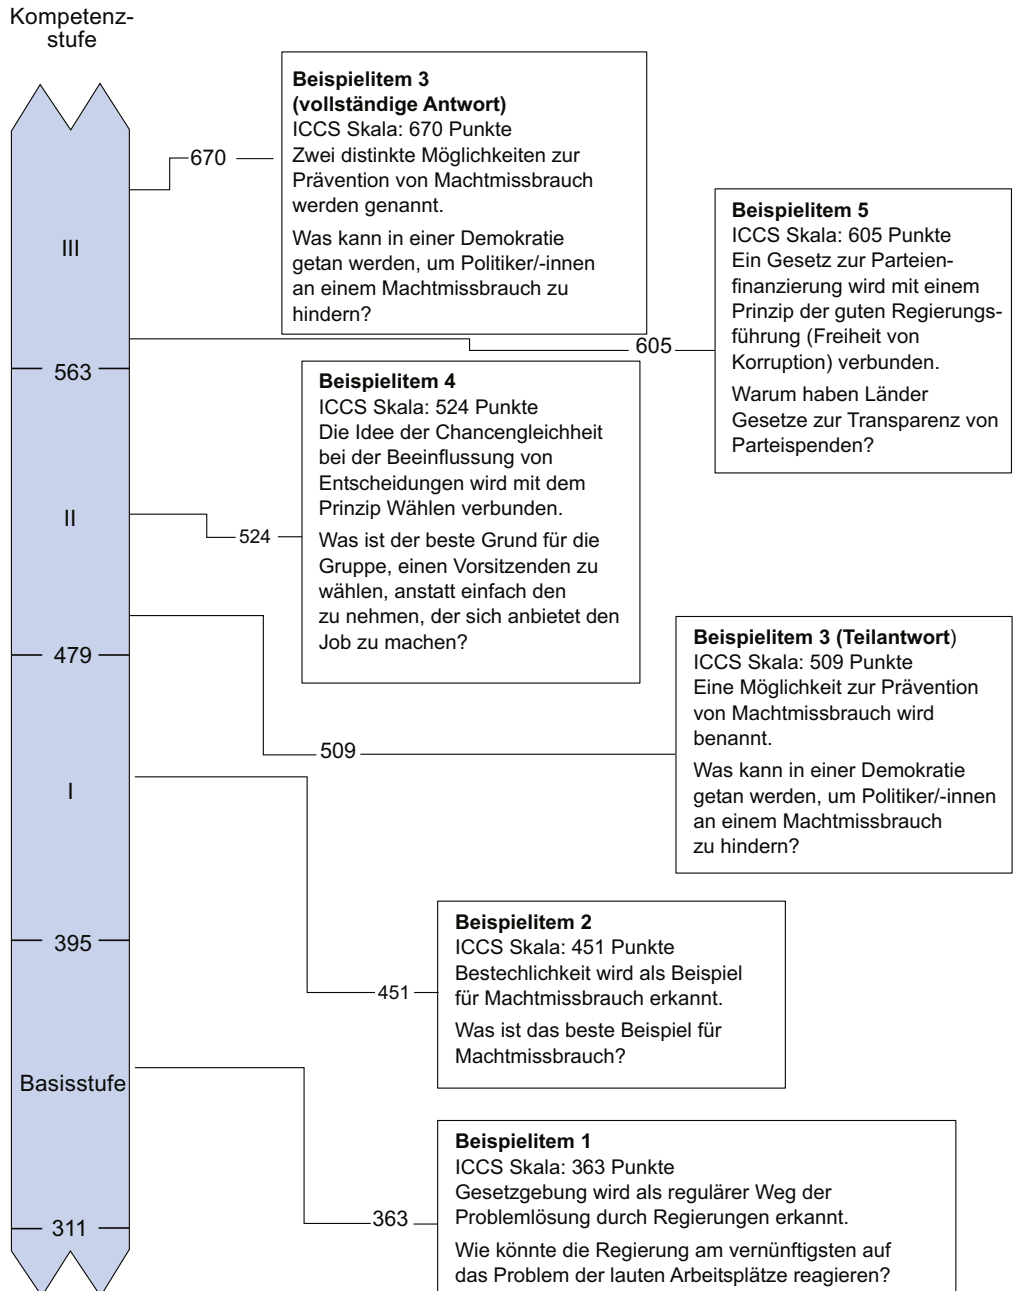 Kompetenz-
stufe
Beispielitem 3
(vollständige Antwort)
ICCS Skala: 670 Punkte
Zwei distinkte Möglichkeiten zur
Prävention von Machtmissbrauch
werden genannt.
Was kann in einer Demokratie
getan werden, um Politiker/-innen
an einem Machtmissbrauch zu
hindern?
670
III
Beispielitem 5
ICCS Skala: 605 Punkte
Ein Gesetz zur Parteien-
finanzierung wird mit einem
Prinzip der guten Regierungs-
führung (Freiheit von
Korruption) verbunden.
Warum haben Länder
Gesetze zur Transparenz von
Parteispenden?
605
563
Beispielitem 4
ICCS Skala: 524 Punkte
Die Idee der Chancengleichheit
bei der Beeinflussung von
Entscheidungen wird mit dem
Prinzip Wählen verbunden.
Was ist der beste Grund für die
Gruppe, einen Vorsitzenden zu
wählen, anstatt einfach den
zu nehmen, der sich anbietet den
Job zu machen?
II
524
479
Beispielitem 3 (Teilantwort)
ICCS Skala: 509 Punkte
Eine Möglichkeit zur Prävention
von Machtmissbrauch wird
benannt.
Was kann in einer Demokratie
getan werden, um Politiker/-innen
an einem Machtmissbrauch
zu hindern?
509
I
Beispielitem 2
ICCS Skala: 451 Punkte
Bestechlichkeit wird als Beispiel
für Machtmissbrauch erkannt.
Was ist das beste Beispiel für
Machtmissbrauch?
395
451
Basisstufe
Beispielitem 1
ICCS Skala: 363 Punkte
Gesetzgebung wird als regulärer Weg der
Problemlösung durch Regierungen erkannt.
Wie könnte die Regierung am vernünftigsten auf
das Problem der lauten Arbeitsplätze reagieren?
363
311